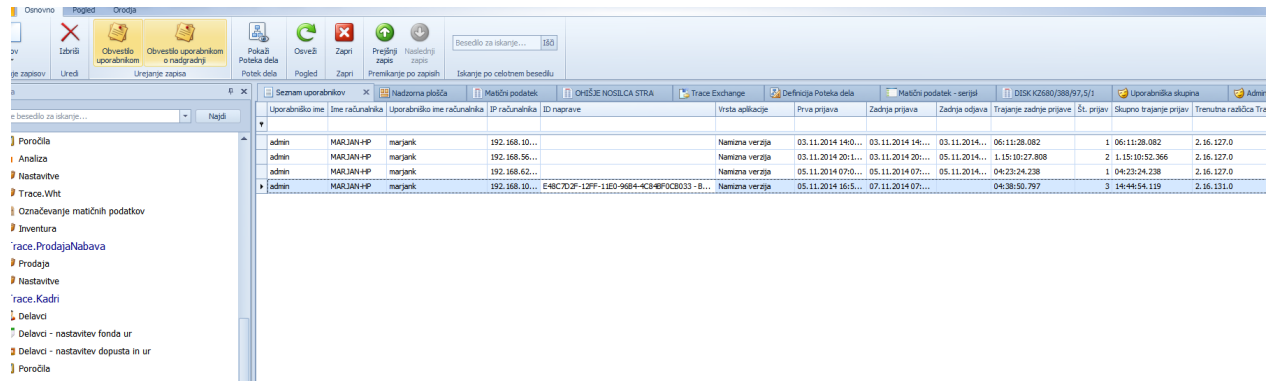 Osnovno Pogled Orodja
Izbriši
Obvestilo uporabnikom
Obvestilo uporabnikom o nadgradnji
Pokaži Poteka dela
Osveži
Zapri
Prejšnji zapis
Naslednji zapis
Besedilo za iskanje... Išči
je zapisov Uredi Urejanje zapisa Potek dela Pogled Zapri Premikanje po zapisih Iskanje po celotnem besedilu
Seznam uporabnikov Nadzorna plošča Matični podatek OHIŠJE NOSILCA STRA Trace Exchange Definicija Poteka dela Matični podatek - serijsl DISK KZ680/388/97,5/1 Uporabniška skupina Admin
e besedilo za iskanje... Najdi
Poročila
Analiza
Nastavitve
Trace.Wht
Označevanje matičnih podatkov
Inventura
race.ProdajaNabava
Prodaja
Nastavitve
race.Kadri
Delavci
Delavci - nastavitev fonda ur
Delavci - nastavitev dopusta in ur
Poročila
Uporabniško ime Ime računalnika Uporabniško ime računalnika IP računalnika ID naprave Vrsta aplikacije Prva prijava Zadnja prijava Zadnja odjava Trajanje zadnje prijave Št. prijav Skupno trajanje prijav Trenutna različica Tra
admin MARJAN-HP marjank 192.168.10... Namizna verzija 03.11.2014 14:0... 03.11.2014 14:... 03.11.2014... 06:11:28.082 1 06:11:28.082 2.16.127.0
admin MARJAN-HP marjank 192.168.56... Namizna verzija 03.11.2014 20:1... 03.11.2014 20:... 05.11.2014... 1.15:10:27.808 2 1.15:10:52.366 2.16.127.0
admin MARJAN-HP marjank 192.168.62... Namizna verzija 05.11.2014 07:0... 05.11.2014 07:... 05.11.2014... 04:23:24.238 1 04:23:24.238 2.16.127.0
admin MARJAN-HP marjank 192.168.10... E48C7D2F-12FF-11E0-96B4-4C848F0CB033 - B... Namizna verzija 05.11.2014 16:5... 07.11.2014 07:... 04:38:50.797 3 14:44:54.119 2.16.131.0